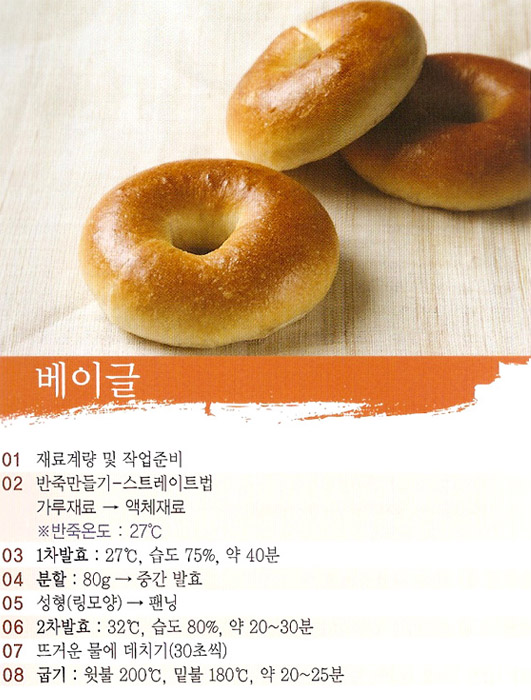 베이글
01 재료계량 및 작업준비
02 반죽만들기-스트레이트법
가루재료 → 액체재료
※반죽온도 : 27℃
03 1차발효 : 27℃, 습도 75%, 약 40분
04 분할 : 80g → 중간 발효
05 성형(링모양) → 팬닝
06 2차발효 : 32℃, 습도 80%, 약 20~30분
07 뜨거운 물에 데치기(30초씩)
08 굽기 : 윗불 200℃, 밑불 180℃, 약 20~25분